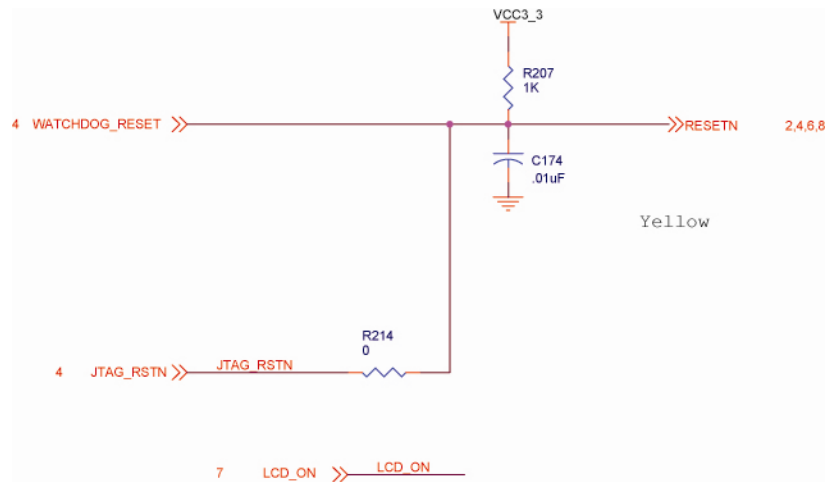 VCC3_3
R207
1K
4 WATCHDOG_RESET RESETN 2,4,6,8
C174
.01uF
Yellow
R214
0
4 JTAG_RSTN JTAG_RSTN
7 LCD_ON LCD_ON